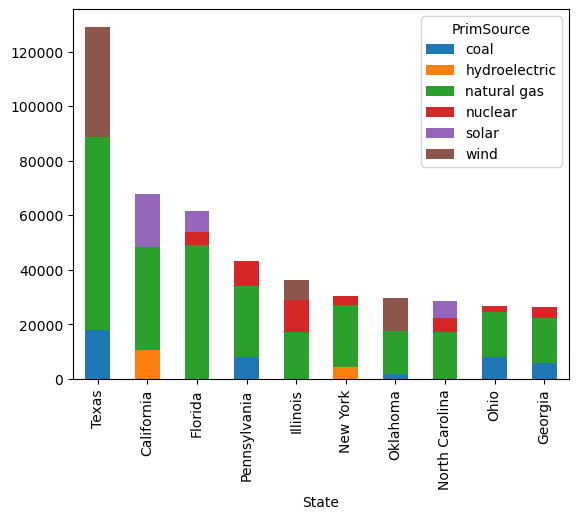 PrimSource
coal
hydroelectric
natural gas
nuclear
solar
wind
120000
100000
80000
60000
40000
20000
0
Texas
California
Florida
Pennsylvania
Illinois
New York
Oklahoma
North Carolina
Ohio
Georgia
State